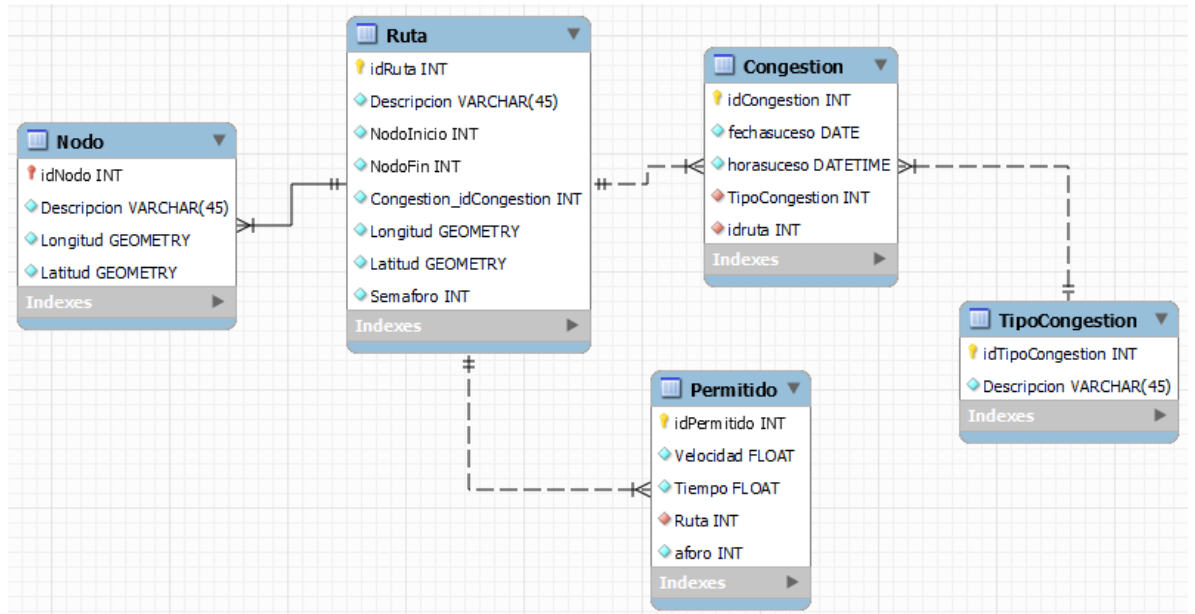 Nodo
idNodo INT
Descripcion VARCHAR(45)
Longitud GEOMETRY
Latitud GEOMETRY
Indexes
Ruta
idRuta INT
Descripcion VARCHAR(45)
NodoInicio INT
NodoFin INT
Congestion_idCongestion INT
Longitud GEOMETRY
Latitud GEOMETRY
Semaforo INT
Indexes
Congestion
idCongestion INT
fechasuceso DATE
horasuceso DATETIME
TipoCongestion INT
idruta INT
Indexes
TipoCongestion
idTipoCongestion INT
Descripcion VARCHAR(45)
Indexes
Permitido
idPermitido INT
Velocidad FLOAT
Tiempo FLOAT
Ruta INT
aforo INT
Indexes